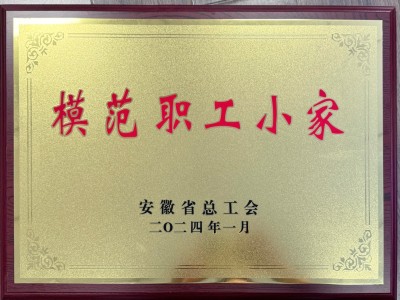 模范职工小家
安徽省总工会
二〇二四年一月